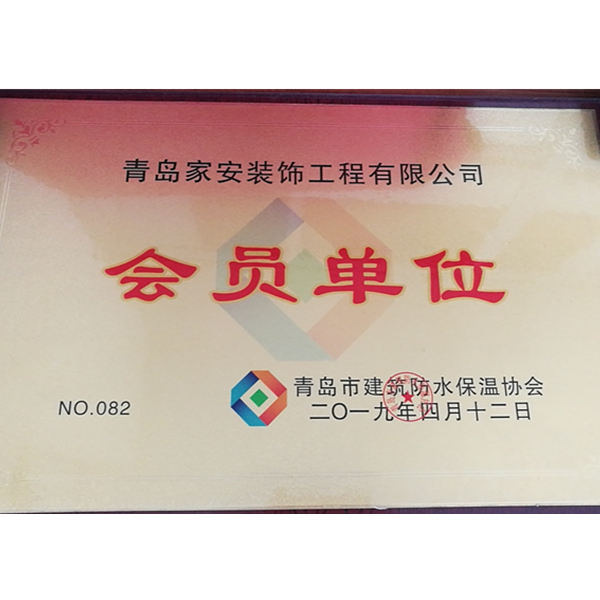 青岛家安装饰工程有限公司
会员单位
青岛市建筑防水保温协会
NO.082
二〇一九年四月十二日